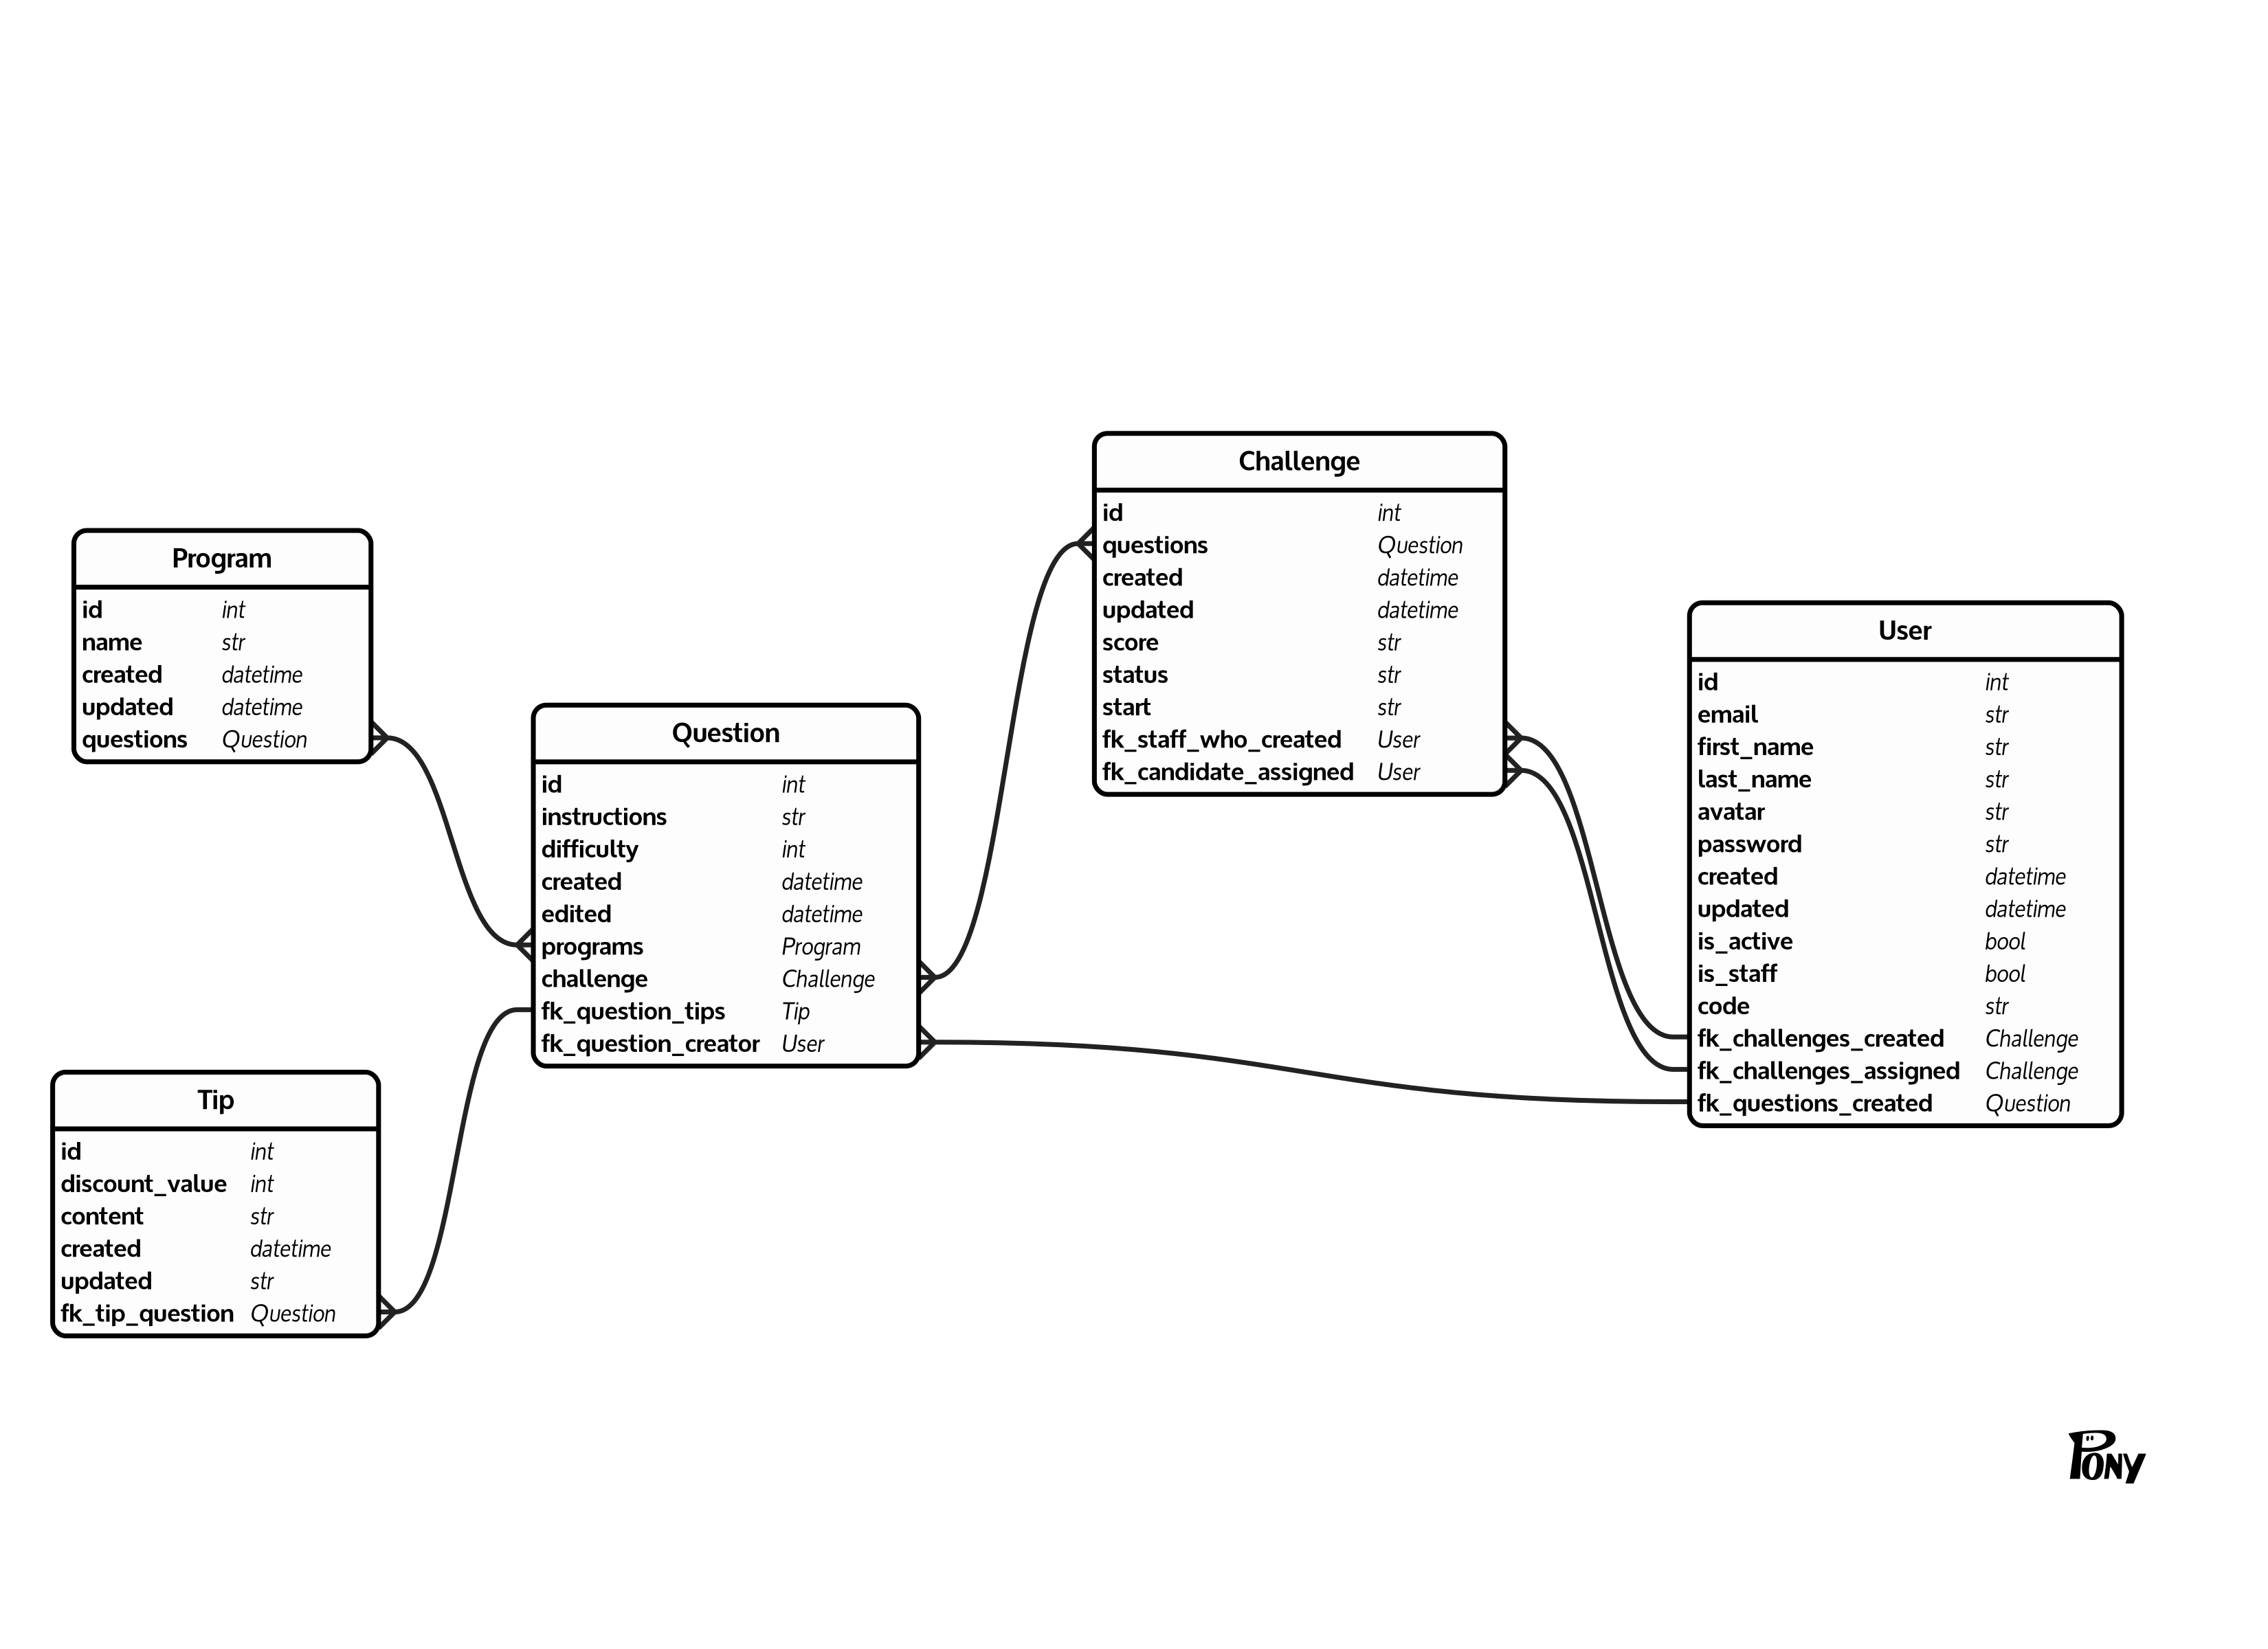 Program
id int
name str
created datetime
updated datetime
questions Question
Tip
id int
discount_value int
content str
created datetime
updated str
fk_tip_question Question
Question
id int
instructions str
difficulty int
created datetime
edited datetime
programs Program
challenge Challenge
fk_question_tips Tip
fk_question_creator User
Challenge
id int
questions Question
created datetime
updated datetime
score str
status str
start str
fk_staff_who_created User
fk_candidate_assigned User
User
id int
email str
first_name str
last_name str
avatar str
password str
created datetime
updated datetime
is_active bool
is_staff bool
code str
fk_challenges_created Challenge
fk_challenges_assigned Challenge
fk_questions_created Question
PONY